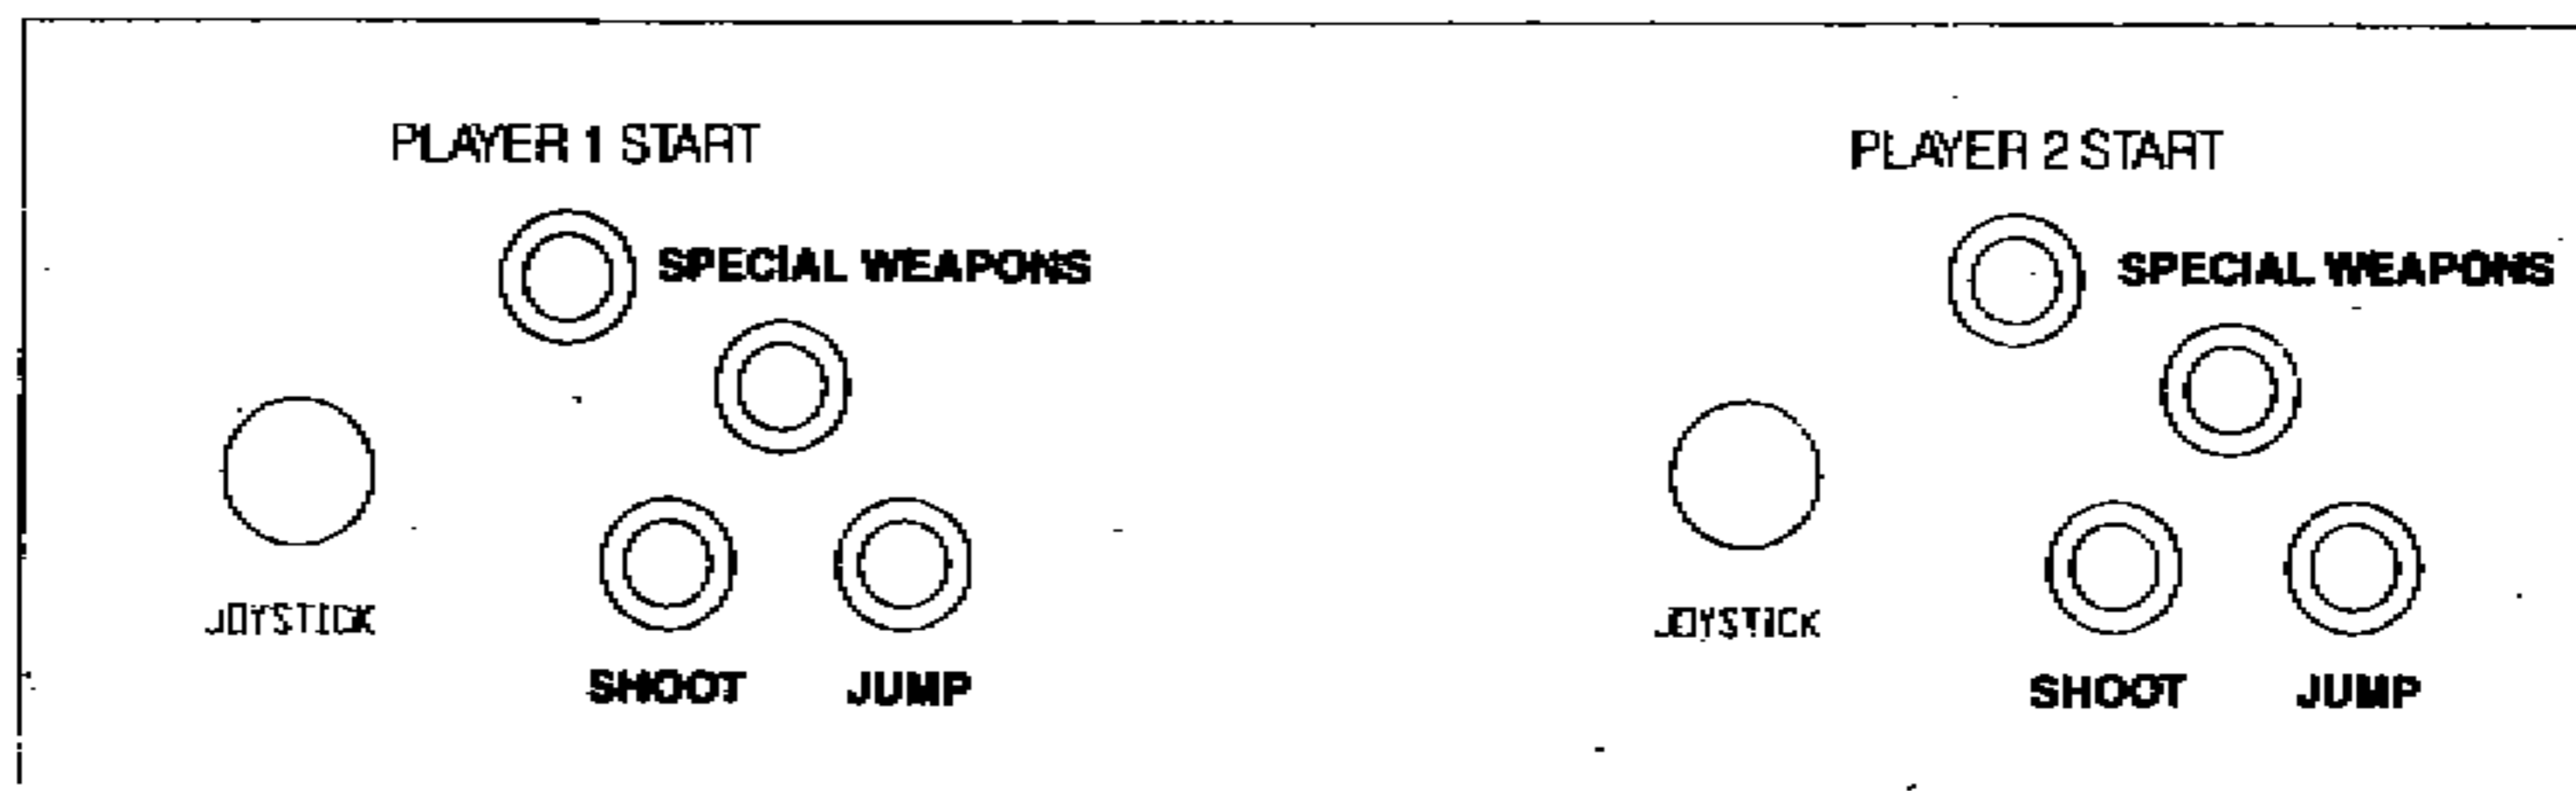 PLAYER 1 START
PLAYER 2 START
SPECIAL WEAPONS
SPECIAL WEAPONS
JOYSTICK
JOYSTICK
SHOOT
JUMP
SHOOT
JUMP